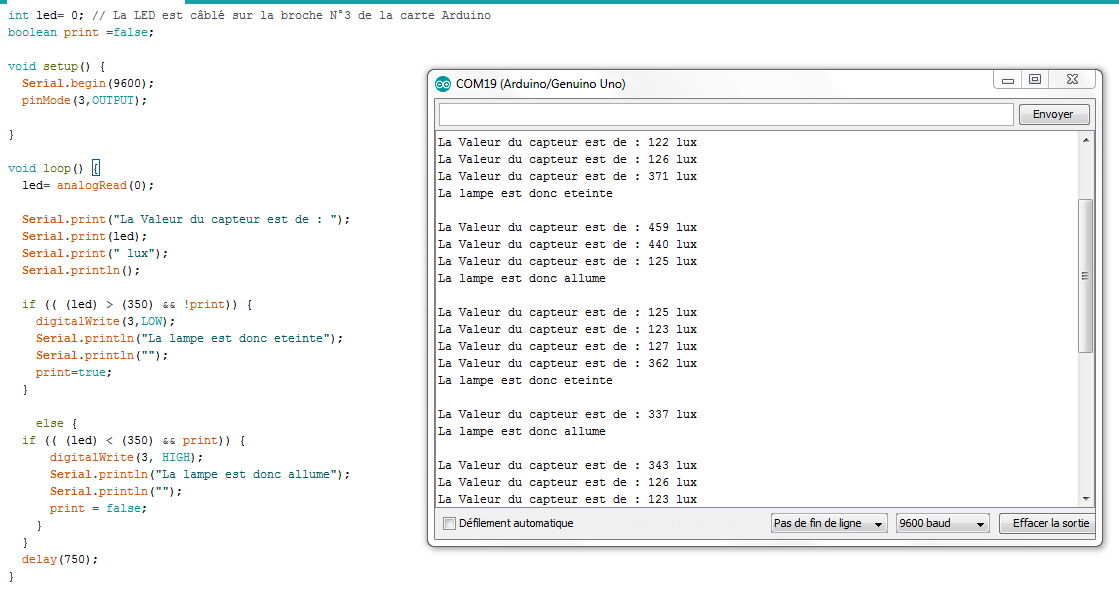 int led= 0; // La LED est câblé sur la broche N°3 de la carte Arduino
boolean print =false;
void setup() {
Serial.begin(9600);
pinMode(3,OUTPUT);
}
void loop() {
led= analogRead(0);
Serial.print("La Valeur du capteur est de : ");
Serial.print(led);
Serial.print(" lux");
Serial.println();
if (( (led) > (350) && !print)) {
digitalWrite(3,LOW);
Serial.println("La lampe est donc eteinte");
Serial.println("");
print=true;
}
else {
if (( (led) < (350) && print)) {
digitalWrite(3, HIGH);
Serial.println("La lampe est donc allume");
Serial.println("");
print = false;
}
}
delay(750);
}
COM19 (Arduino/Genuino Uno)
Envoyer
La Valeur du capteur est de : 122 lux
La Valeur du capteur est de : 126 lux
La Valeur du capteur est de : 371 lux
La lampe est donc eteinte
La Valeur du capteur est de : 459 lux
La Valeur du capteur est de : 440 lux
La Valeur du capteur est de : 125 lux
La lampe est donc allume
La Valeur du capteur est de : 125 lux
La Valeur du capteur est de : 123 lux
La Valeur du capteur est de : 127 lux
La Valeur du capteur est de : 362 lux
La lampe est donc eteinte
La Valeur du capteur est de : 337 lux
La lampe est donc allume
La Valeur du capteur est de : 343 lux
La Valeur du capteur est de : 126 lux
La Valeur du capteur est de : 123 lux
Défilement automatique
Pas de fin de ligne
9600 baud
Effacer la sortie